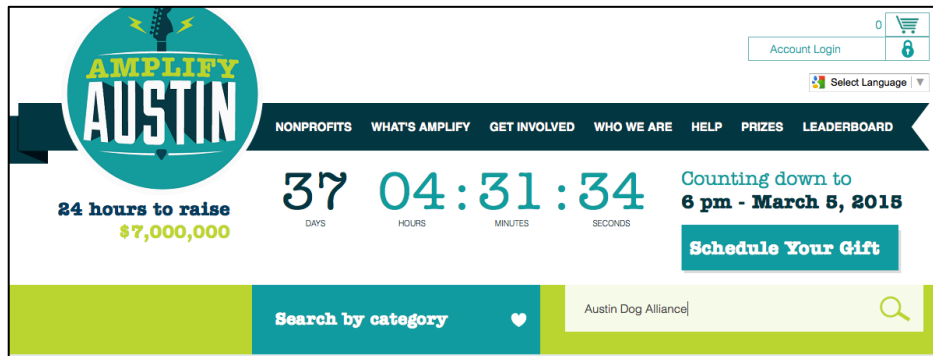 0
Account Login
Select Language
AMPLIFY
AUSTIN
NONPROFITS WHAT'S AMPLIFY GET INVOLVED WHO WE ARE HELP PRIZES LEADERBOARD
24 hours to raise
$7,000,000
37 04 : 31 : 34
DAYS HOURS MINUTES SECONDS
Counting down to
6 pm - March 5, 2015
Schedule Your Gift
Search by category
Austin Dog Alliance